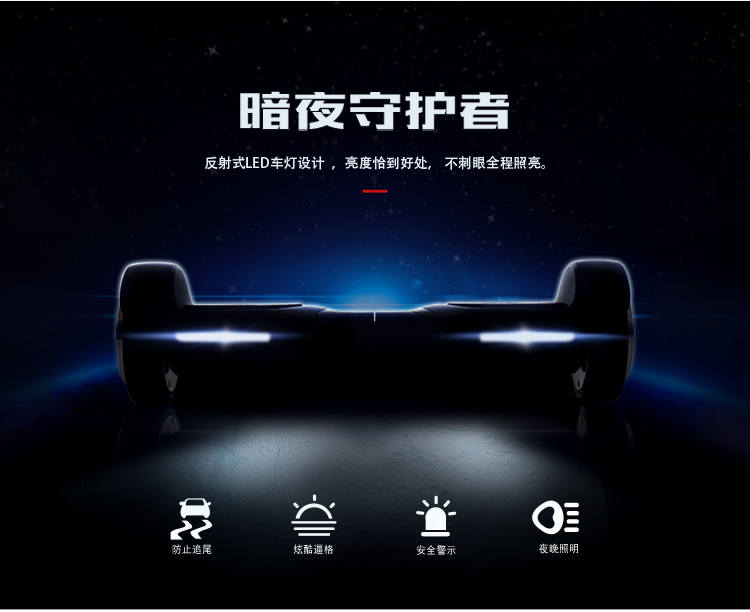 暗夜守护者
反射式LED车灯设计 ，亮度恰到好处， 不刺眼全程照亮。
防止追尾
炫酷逼格
安全警示
夜晚照明